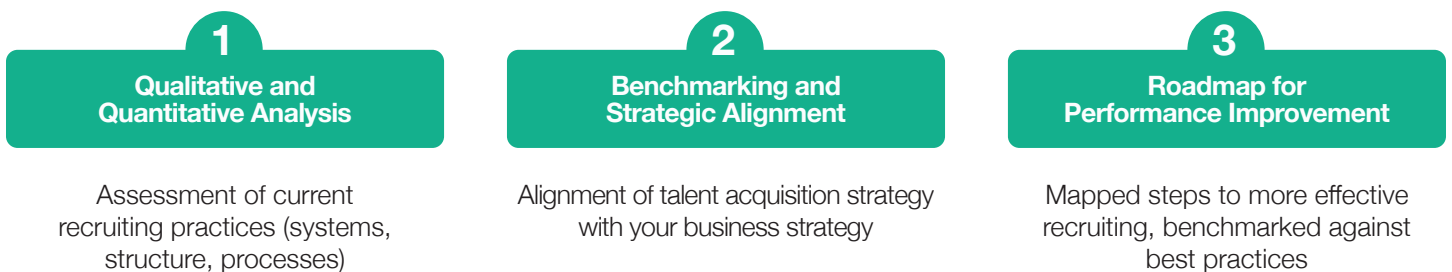 1
Qualitative and
Quantitative Analysis
Assessment of current
recruiting practices (systems,
structure, processes)
2
Benchmarking and
Strategic Alignment
Alignment of talent acquisition strategy
with your business strategy
3
Roadmap for
Performance Improvement
Mapped steps to more effective
recruiting, benchmarked against
best practices